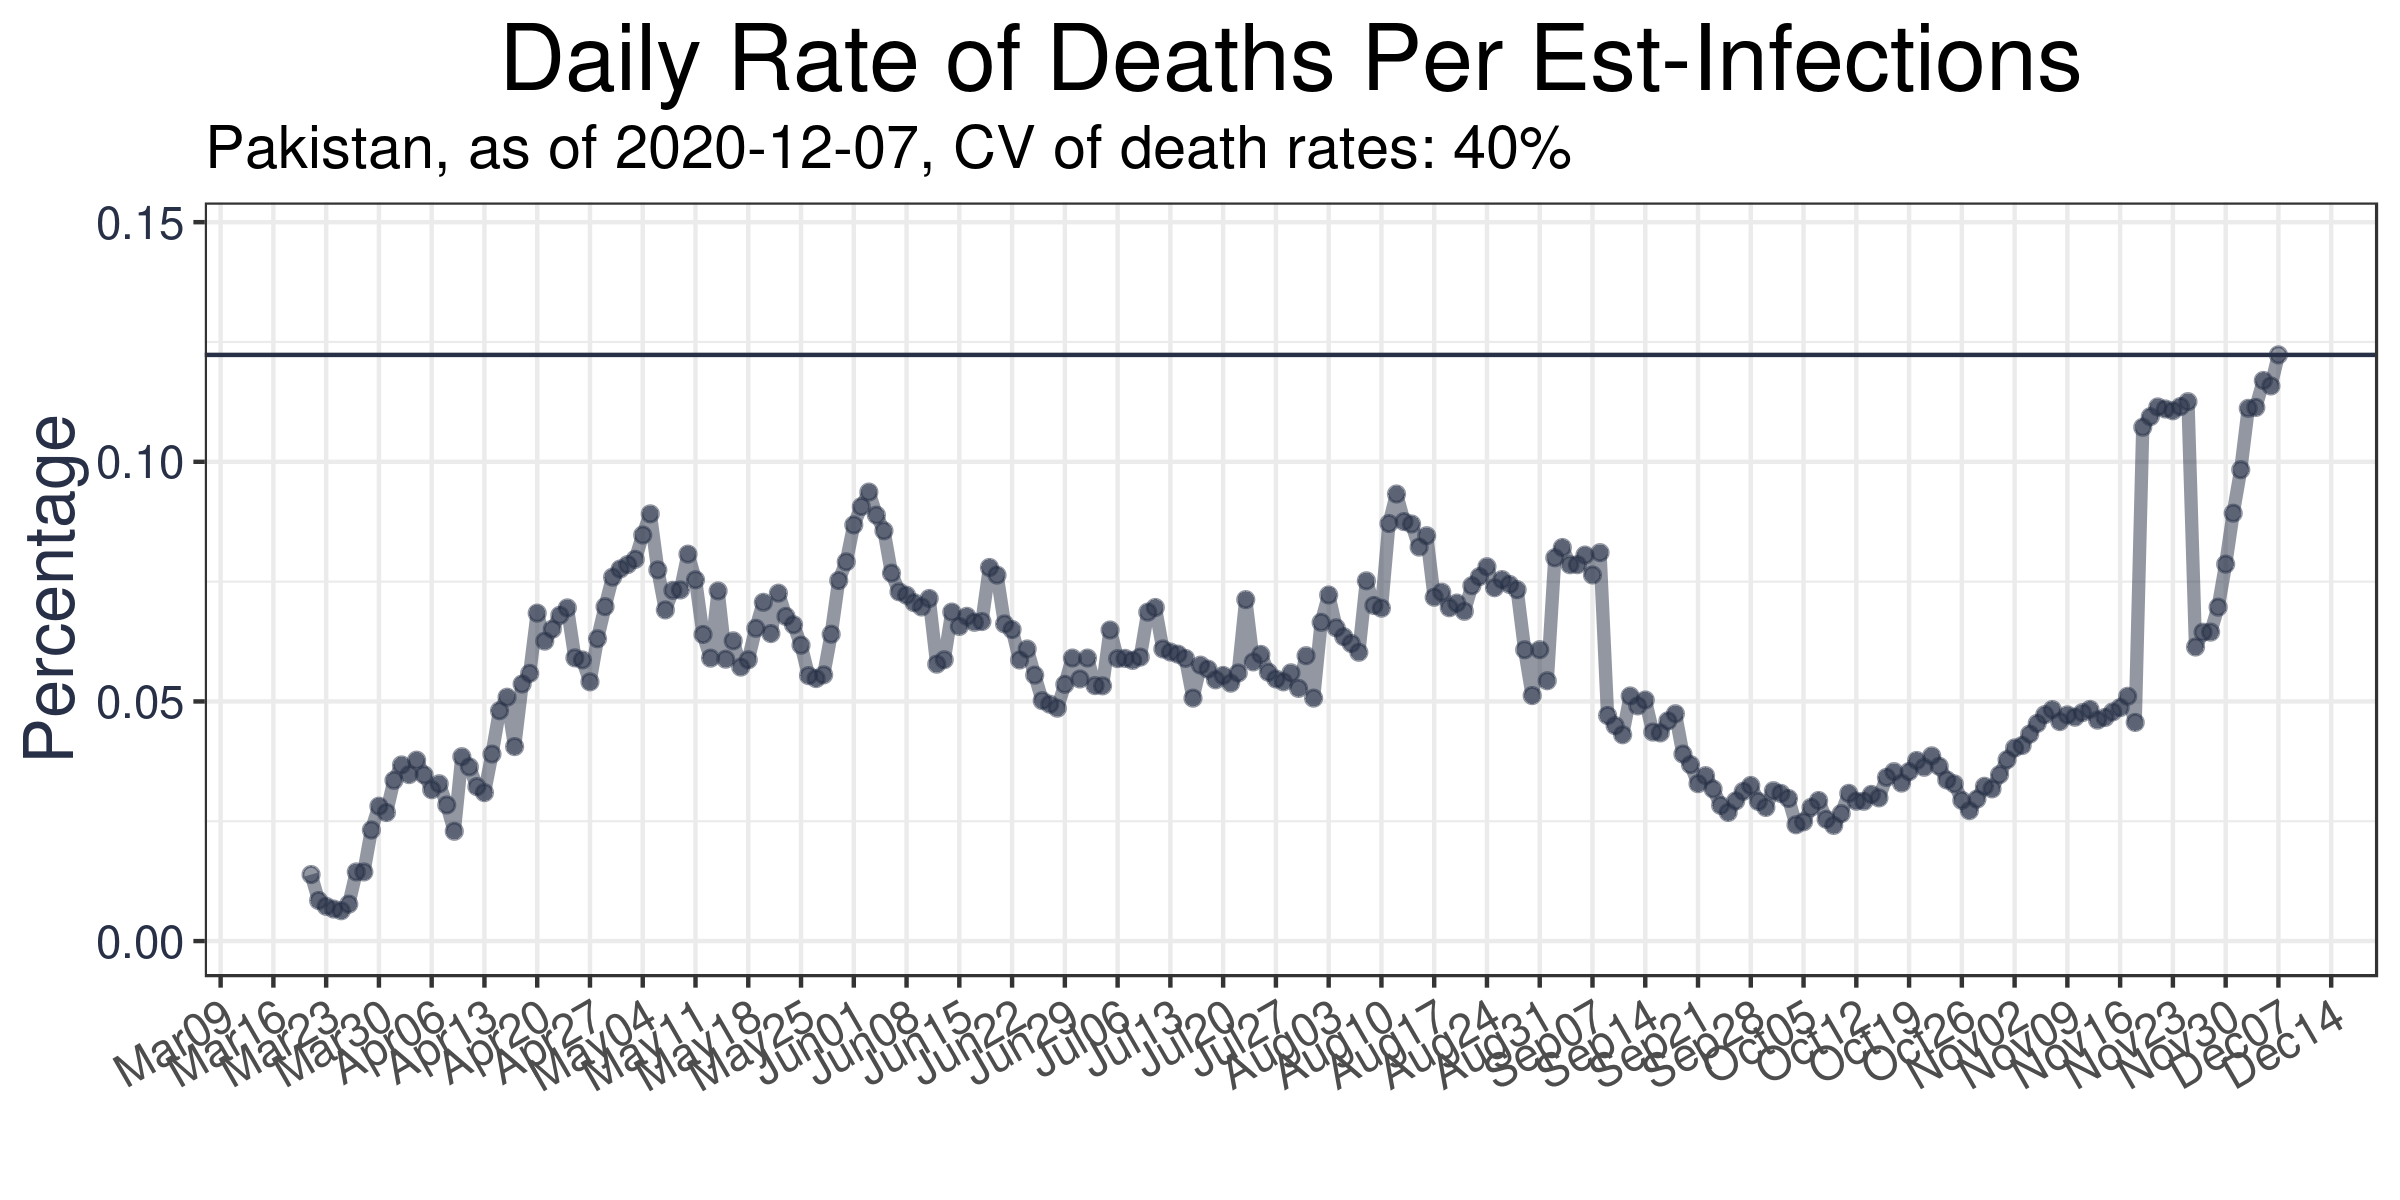 Daily Rate of Deaths Per Est-Infections
Pakistan, as of 2020-12-07, CV of death rates: 40%
Percentage
0.15
0.10
0.05
0.00
Mar09
Mar16
Mar23
Mar30
Apr06
Apr13
Apr20
Apr27
May04
May11
May18
May25
Jun01
Jun08
Jun15
Jun22
Jun29
Jul06
Jul13
Jul20
Jul27
Aug03
Aug10
Aug17
Aug24
Aug31
Sep07
Sep14
Sep21
Sep28
Oct05
Oct12
Oct19
Oct26
Nov02
Nov09
Nov16
Nov23
Nov30
Dec07
Dec14